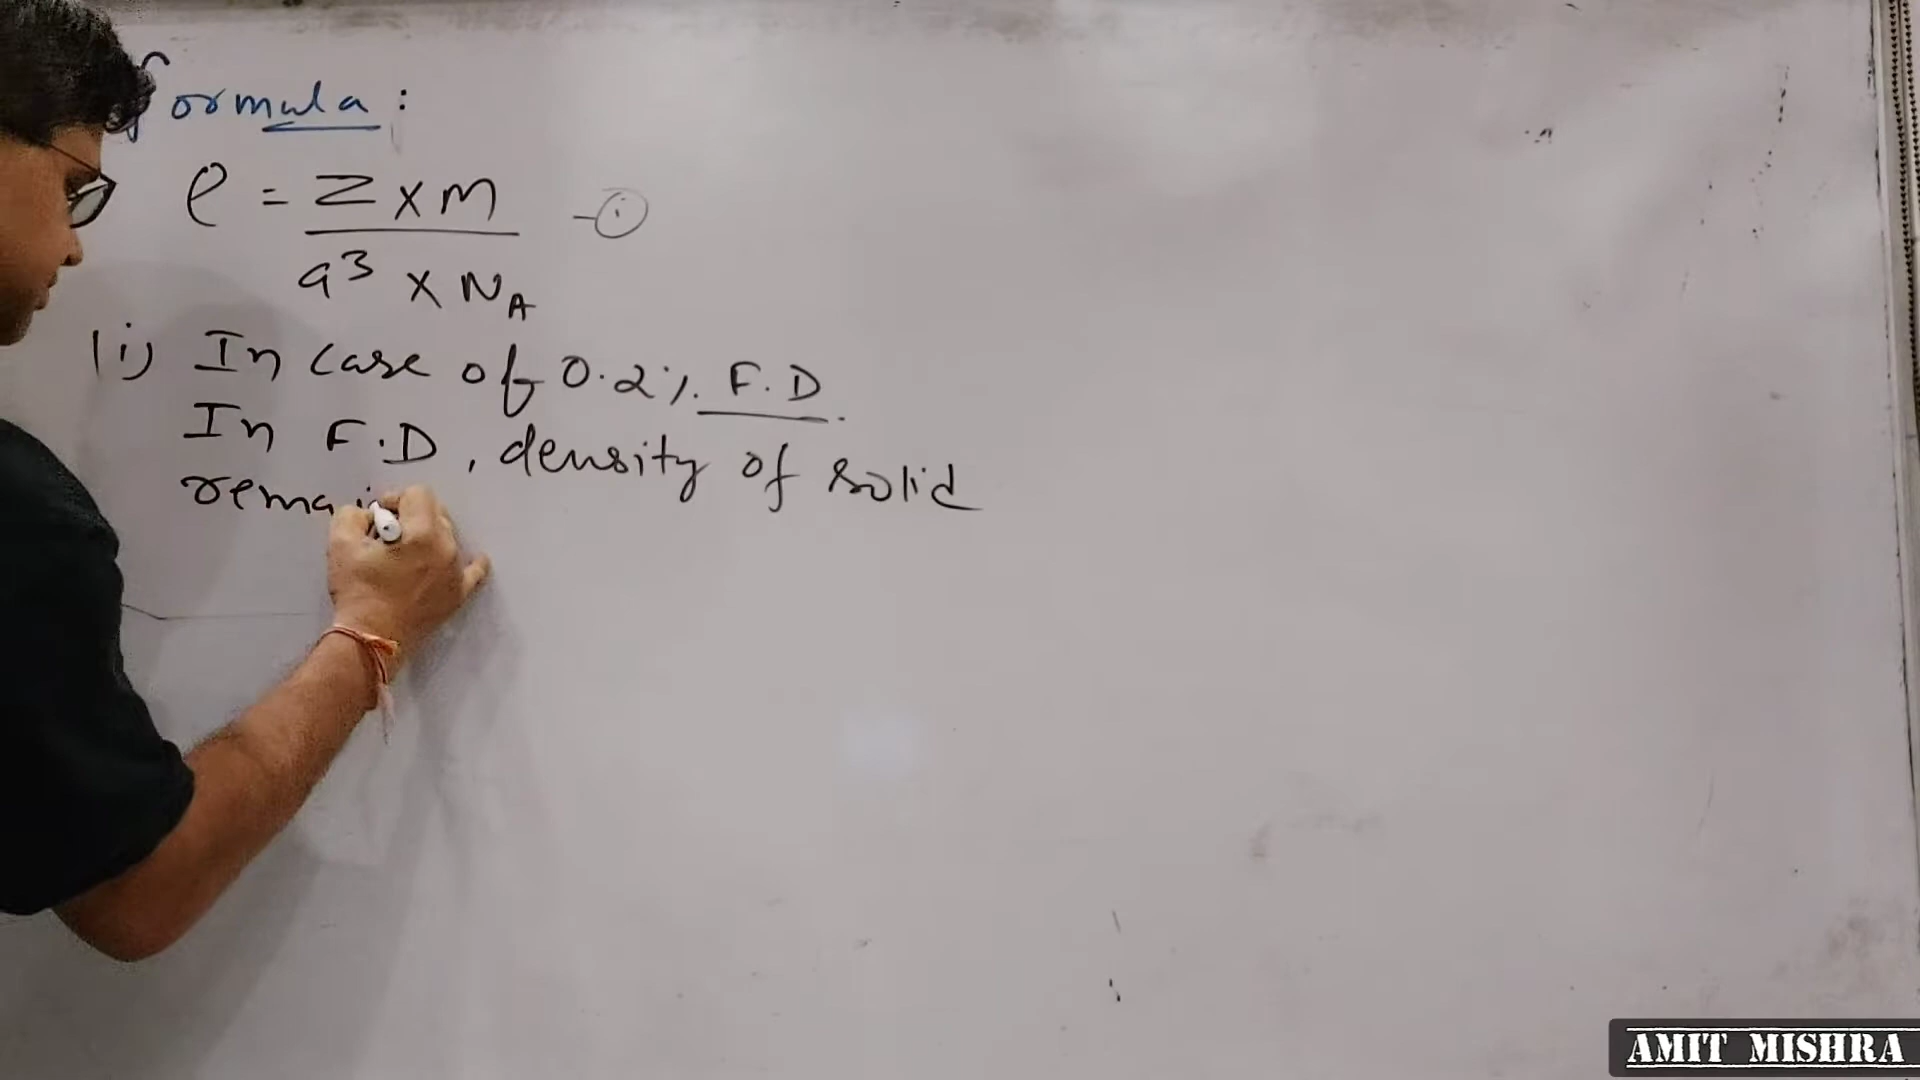 formula:
ρ = Z × M -(i)
a³ × N_A
(i) In case of 0.2%. F.D.
In F.D, density of solid
remai
AMIT MISHRA